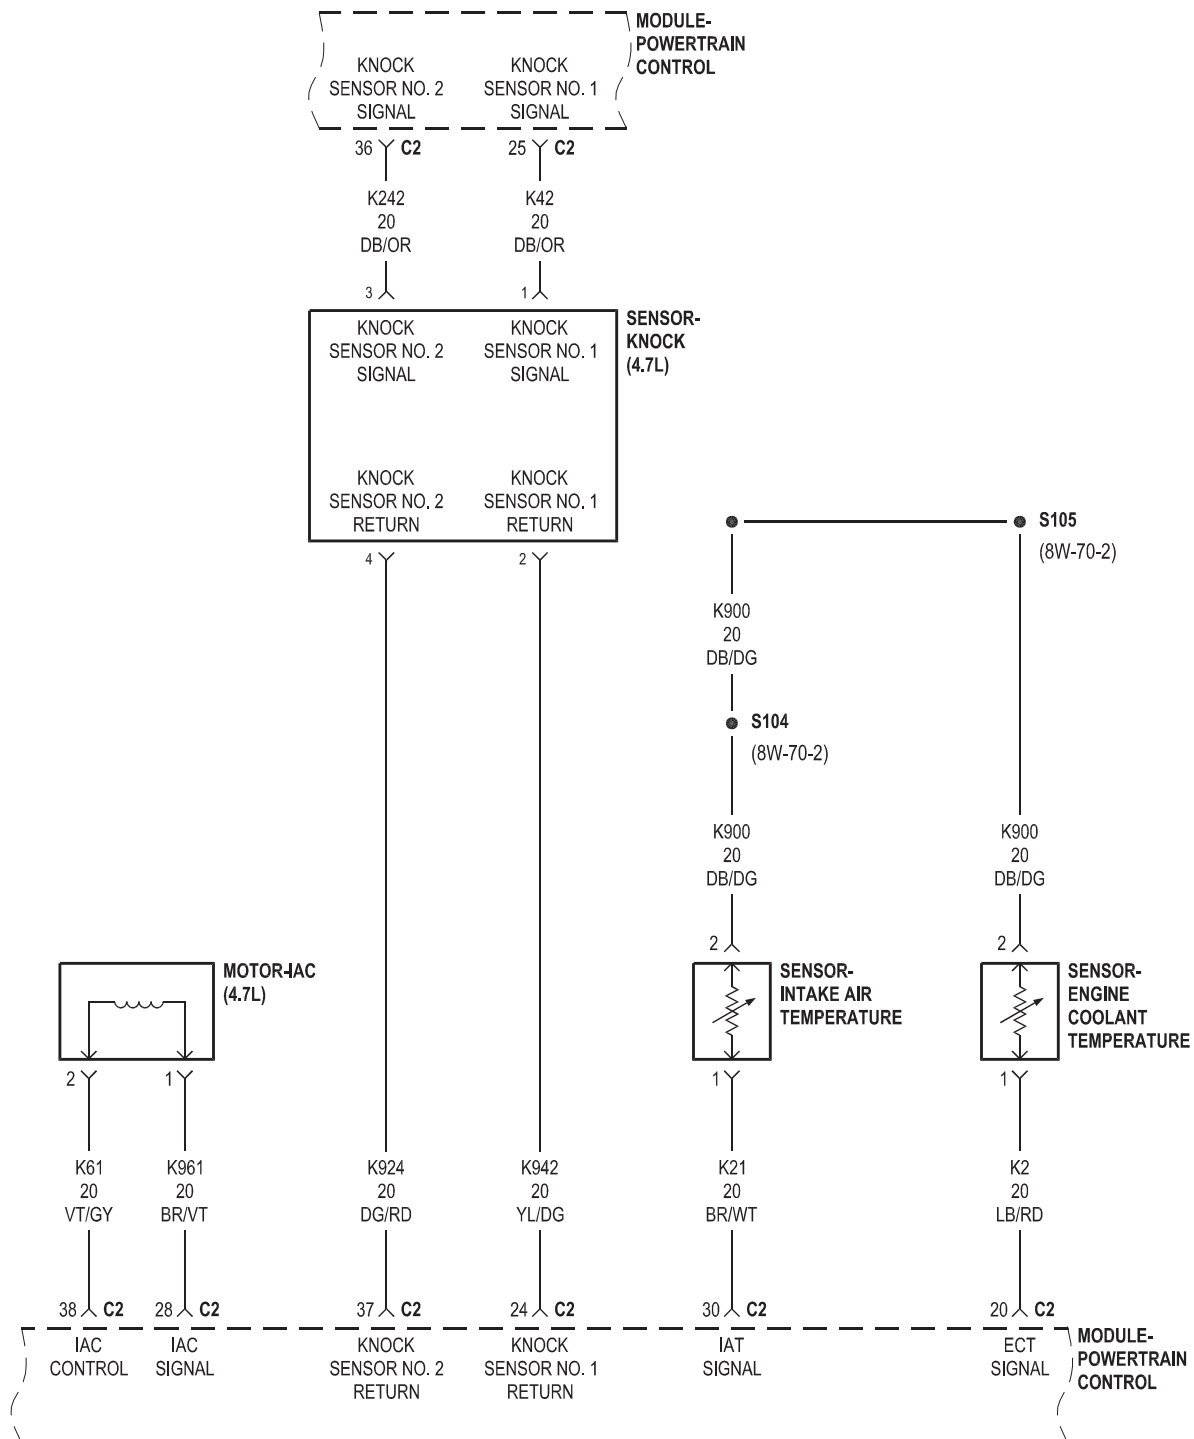 MODULE-
POWERTRAIN
CONTROL
KNOCK
SENSOR NO. 2
SIGNAL
KNOCK
SENSOR NO. 1
SIGNAL
36 C2
25 C2
K242
20
DB/OR
K42
20
DB/OR
3
1
KNOCK
SENSOR NO. 2
SIGNAL
KNOCK
SENSOR NO. 1
SIGNAL
SENSOR-
KNOCK
(4.7L)
KNOCK
SENSOR NO. 2
RETURN
KNOCK
SENSOR NO. 1
RETURN
4
2
S105
(8W-70-2)
K900
20
DB/DG
S104
(8W-70-2)
K900
20
DB/DG
K900
20
DB/DG
2
2
MOTOR-IAC
(4.7L)
SENSOR-
INTAKE AIR
TEMPERATURE
SENSOR-
ENGINE
COOLANT
TEMPERATURE
2
1
1
1
K61
20
VT/GY
K961
20
BR/VT
K924
20
DG/RD
K942
20
YL/DG
K21
20
BR/WT
K2
20
LB/RD
38 C2
28 C2
37 C2
24 C2
30 C2
20 C2
IAC
CONTROL
IAC
SIGNAL
KNOCK
SENSOR NO. 2
RETURN
KNOCK
SENSOR NO. 1
RETURN
IAT
SIGNAL
ECT
SIGNAL
MODULE-
POWERTRAIN
CONTROL